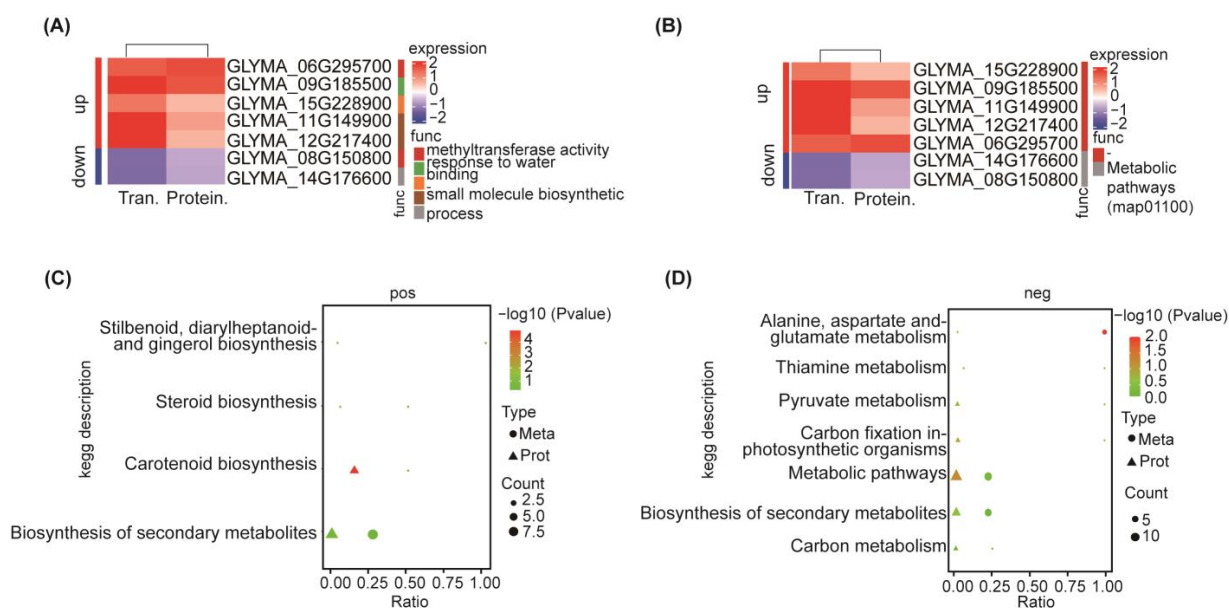 (A)
expression
2
1
0
−1
−2
GLYMA_06G295700
GLYMA_09G185500
GLYMA_15G228900
GLYMA_11G149900
GLYMA_12G217400
GLYMA_08G150800
GLYMA_14G176600
up
down
Tran. Protein.
func
func
methyltransferase activity
response to water
binding
-
small molecule biosynthetic
process
(B)
expression
2
1
0
−1
−2
GLYMA_15G228900
GLYMA_09G185500
GLYMA_11G149900
GLYMA_12G217400
GLYMA_06G295700
GLYMA_14G176600
GLYMA_08G150800
up
down
Tran. Protein.
func
func
-
Metabolic
pathways
(map01100)
(C)
pos
kegg description
Stilbenoid, diarylheptanoid-
and gingerol biosynthesis
Steroid biosynthesis
Carotenoid biosynthesis
Biosynthesis of secondary metabolites
0.00 0.25 0.50 0.75 1.00
Ratio
−log10 (Pvalue)
4
3
2
1
Type
Meta
Prot
Count
2.5
5.0
7.5
(D)
neg
kegg description
Alanine, aspartate and-
glutamate metabolism
Thiamine metabolism
Pyruvate metabolism
Carbon fixation in-
photosynthetic organisms
Metabolic pathways
Biosynthesis of secondary metabolites
Carbon metabolism
0.00 0.25 0.50 0.75 1.00
Ratio
−log10 (Pvalue)
2.0
1.5
1.0
0.5
0.0
Type
Meta
Prot
Count
5
10